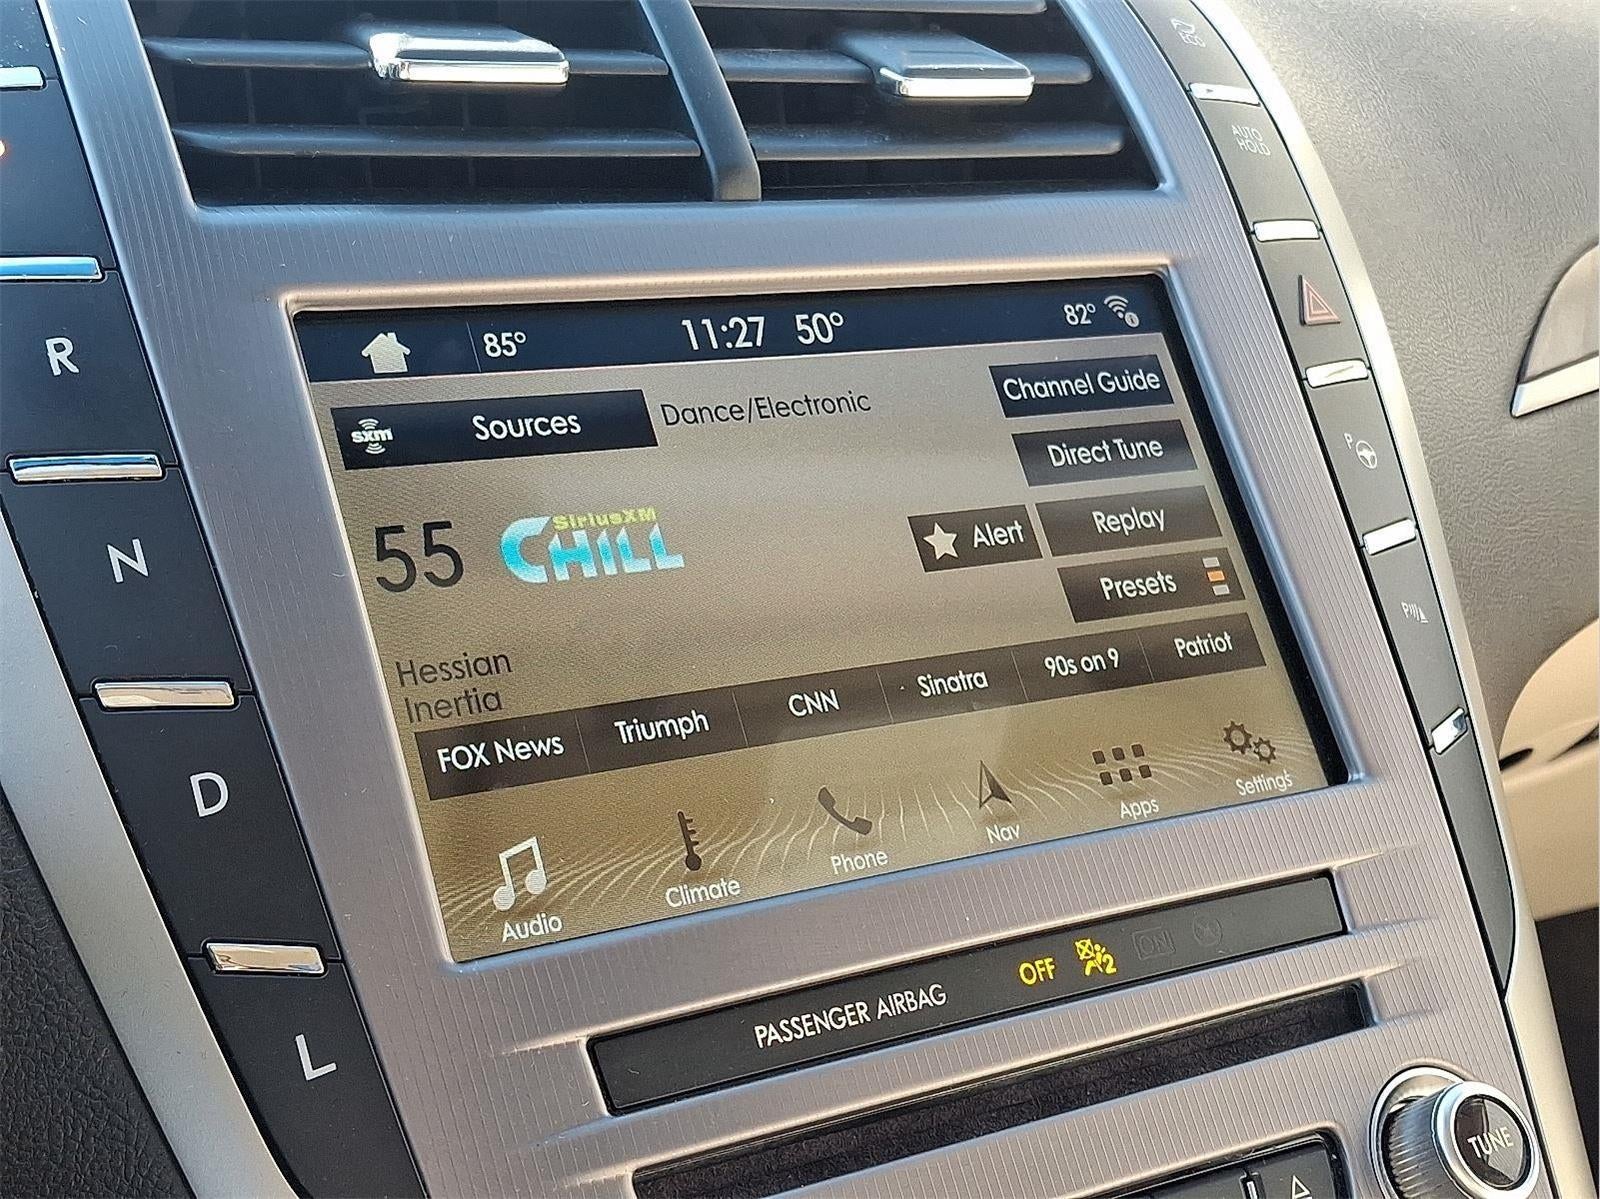 ECO
AUTO
HOLD
85°
11:27 50°
82°
sxm Sources
Dance/Electronic
Channel Guide
Direct Tune
55
SiriusXM
CHILL
Alert
Replay
Presets
Hessian
Inertia
FOX News Triumph CNN Sinatra 90s on 9 Patriot
Audio Climate Phone Nav Apps Settings
R
N
D
L
P
P
PASSENGER AIRBAG OFF 2 ON
TUNE